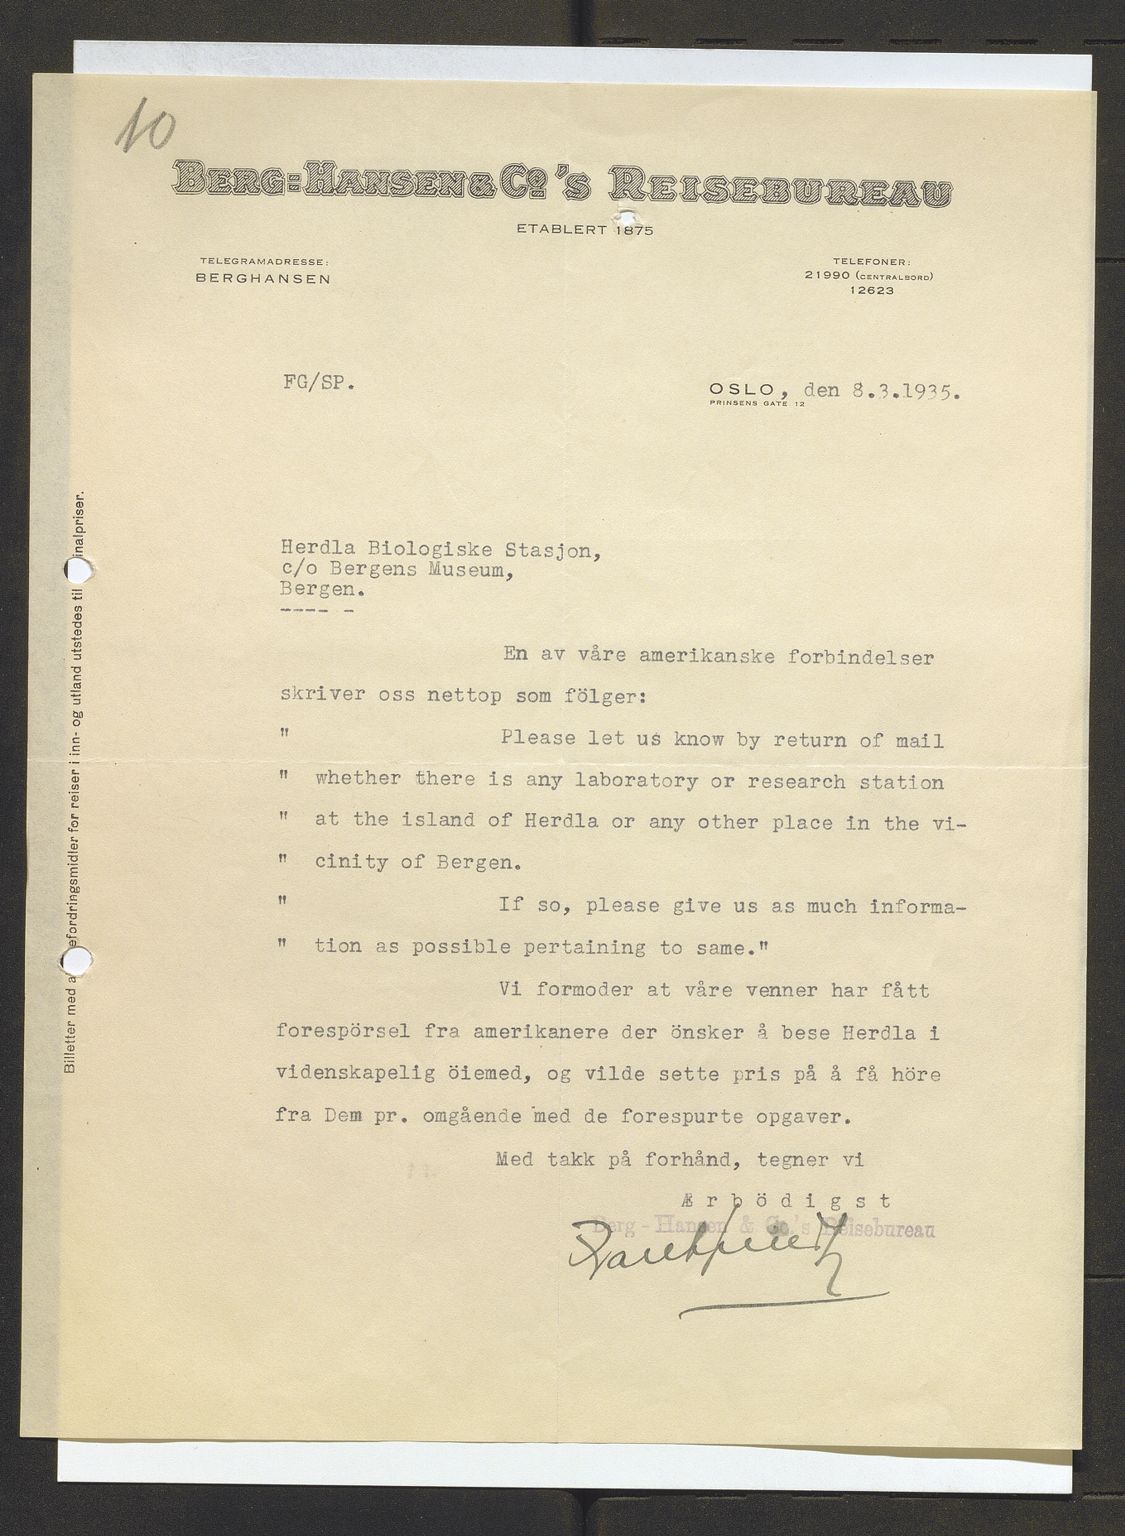 10
BERG-HANSEN & Co's REISEBUREAU
ETABLERT 1875
TELEGRAMADRESSE:
BERGHANSEN
TELEFONER:
21990 (CENTRALBORD)
12623
FG/SP.
OSLO, den 8.3.1935.
PRINSENS GATE 12
Herdla Biologiske Stasjon,
c/o Bergens Museum,
Bergen.
---- -
En av våre amerikanske forbindelser
skriver oss nettop som fölger:
" Please let us know by return of mail
" whether there is any laboratory or research station
" at the island of Herdla or any other place in the vi-
" cinity of Bergen.
" If so, please give us as much informa-
" tion as possible pertaining to same."
Vi formoder at våre venner har fått
forespörsel fra amerikanere der önsker å bese Herdla i
videnskapelig öiemed, og vilde sette pris på å få höre
fra Dem pr. omgående med de forespurte opgaver.
Med takk på forhånd, tegner vi
Ærbödigst
Berg-Hansen & Co.'s Reisebureau
Billetter med a efordringsmidler for reiser i inn- og utland utstedes til inalpriser.